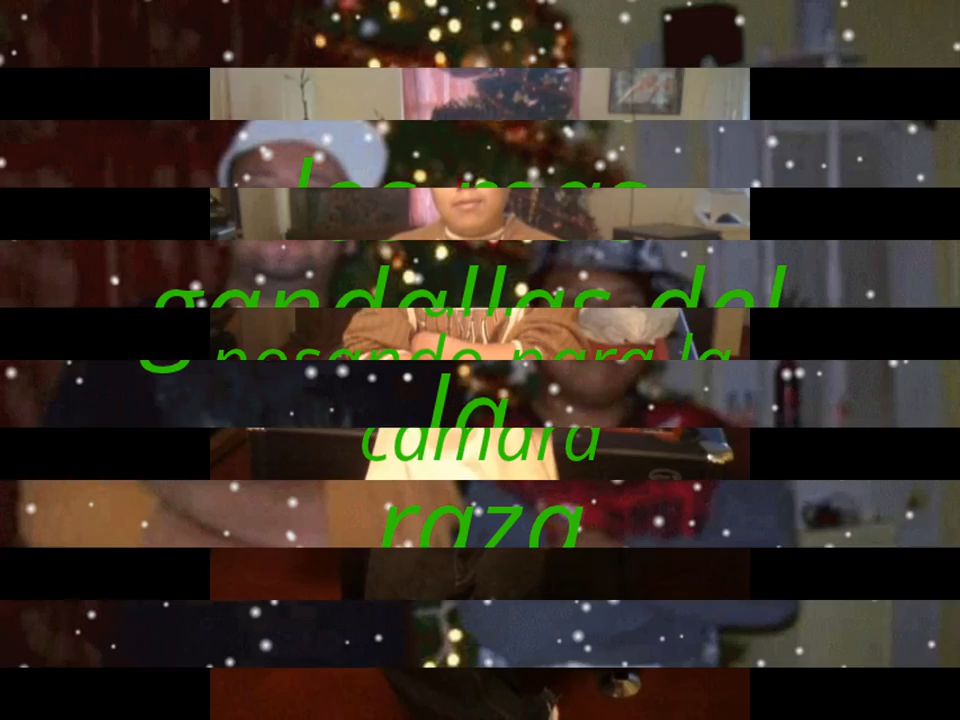 los mas
gandallas del
la
raza
posando para la
camara